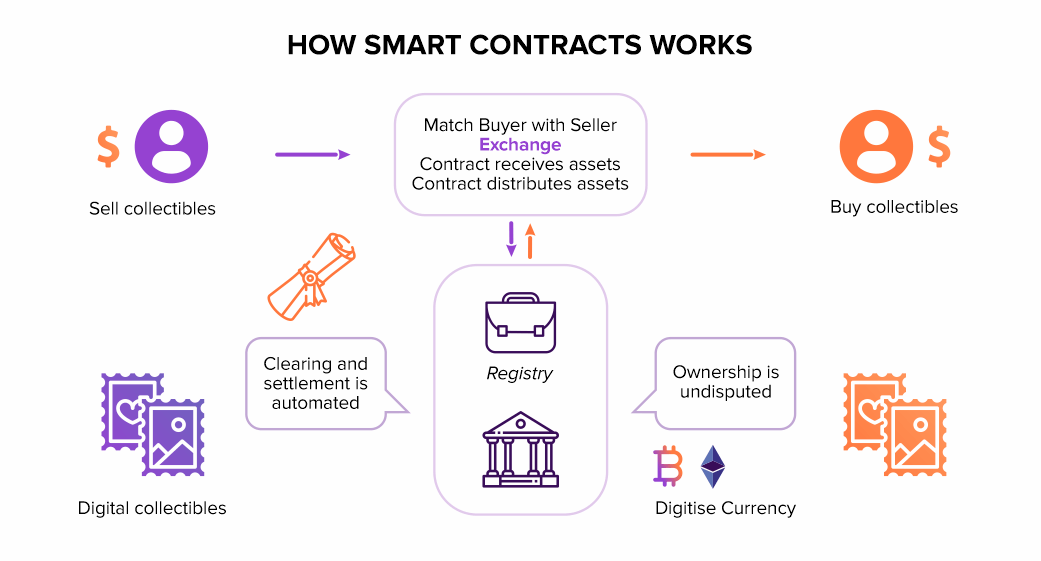 HOW SMART CONTRACTS WORKS
$
Sell collectibles
Match Buyer with Seller
Exchange
Contract receives assets
Contract distributes assets
$
Buy collectibles
Clearing and
settlement is
automated
Registry
Ownership is
undisputed
Digital collectibles
Digitise Currency